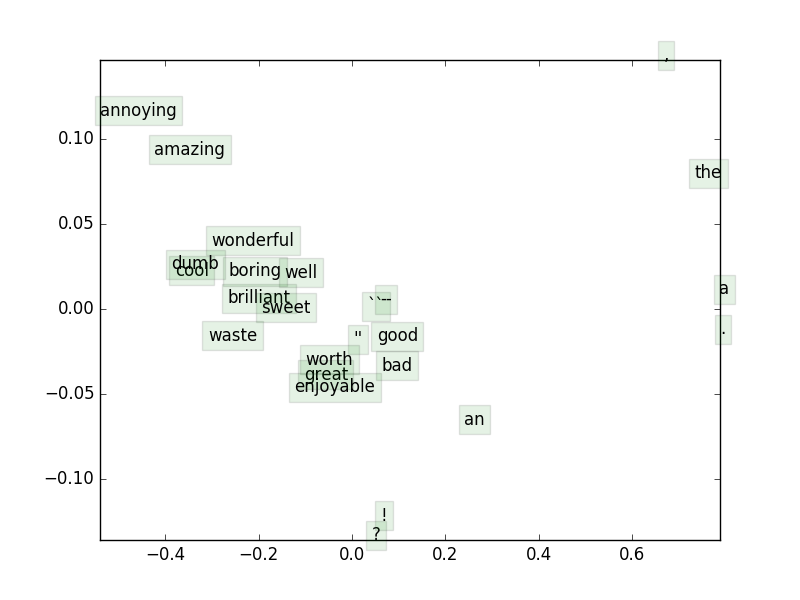 ,
annoying
0.10
amazing
the
0.05
wonderful
dumb
cool
boring
well
a
brilliant
``
--
0.00
sweet
waste
"
good
.
worth
bad
great
enjoyable
−0.05
an
−0.10
!
?
−0.4 −0.2 0.0 0.2 0.4 0.6